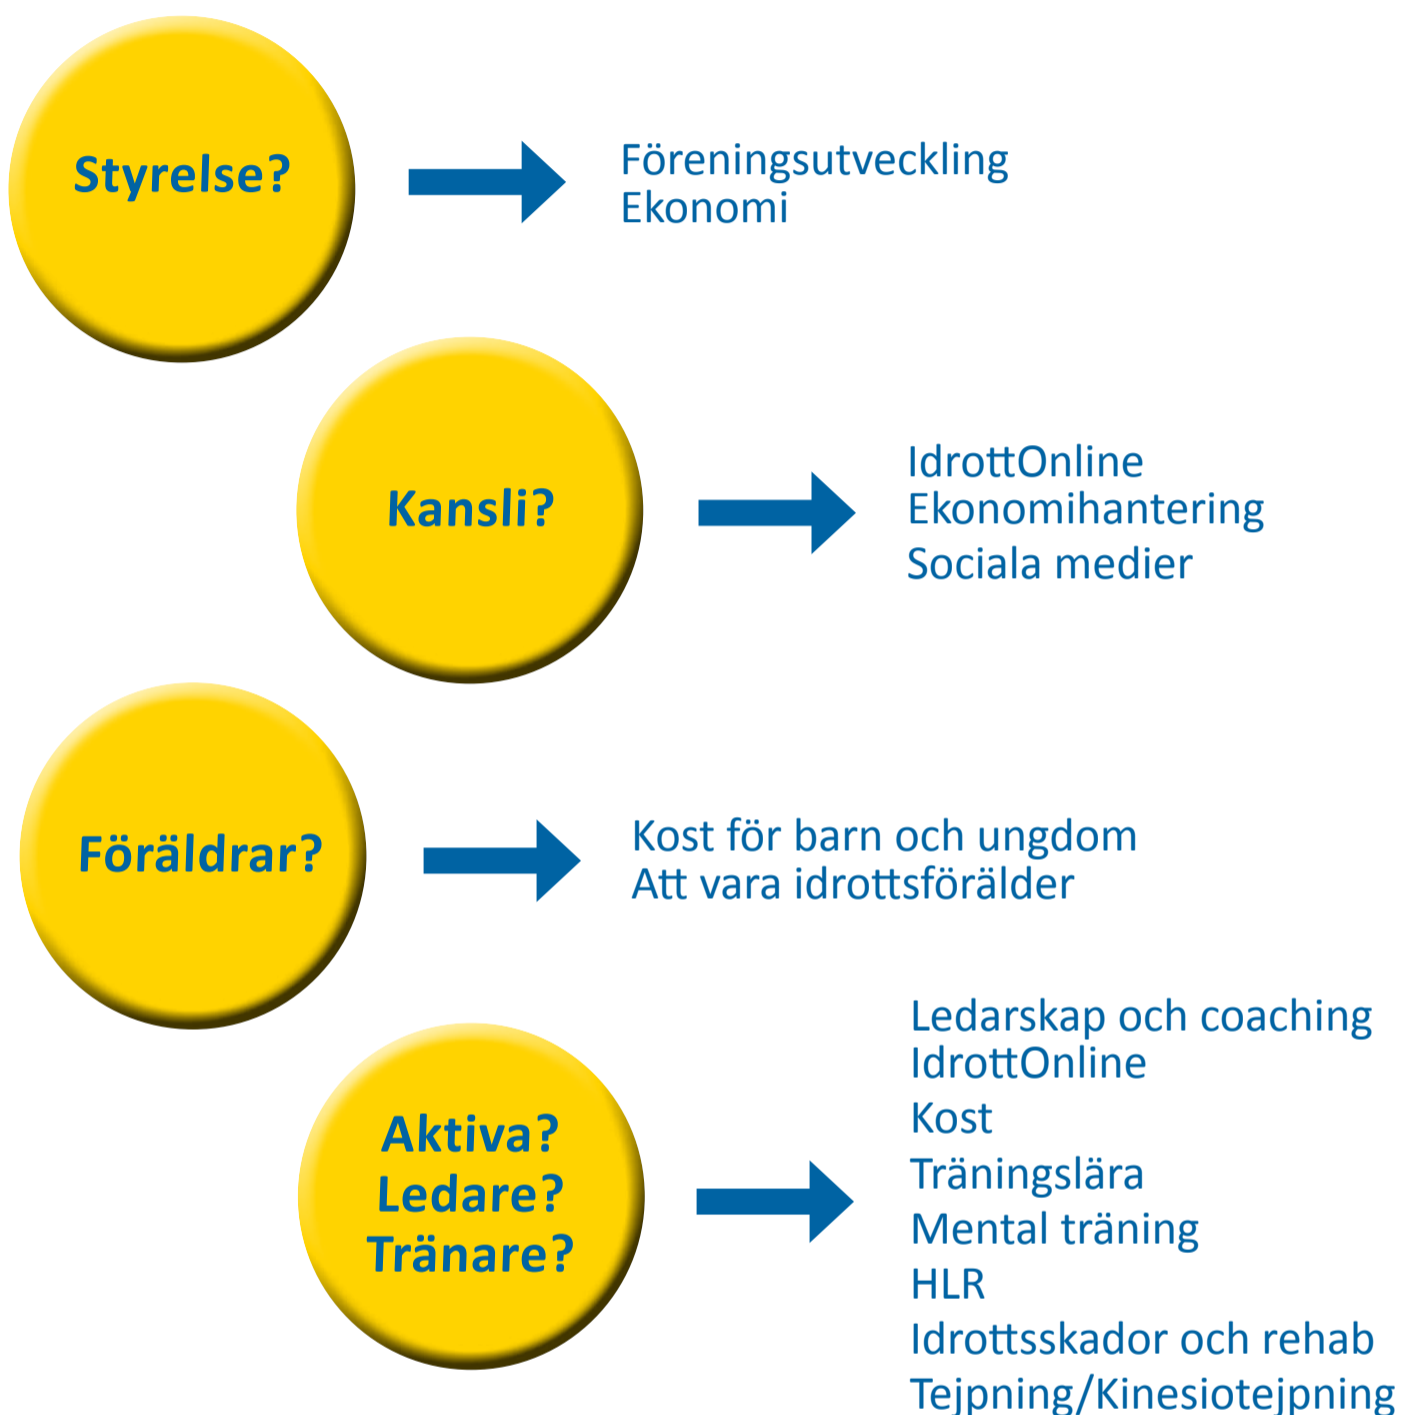 Styrelse?
Föreningsutveckling
Ekonomi
Kansli?
IdrottOnline
Ekonomihantering
Sociala medier
Föräldrar?
Kost för barn och ungdom
Att vara idrottsförälder
Aktiva?
Ledare?
Tränare?
Ledarskap och coaching
IdrottOnline
Kost
Träningslära
Mental träning
HLR
Idrottsskador och rehab
Tejpning/Kinesiotejpning